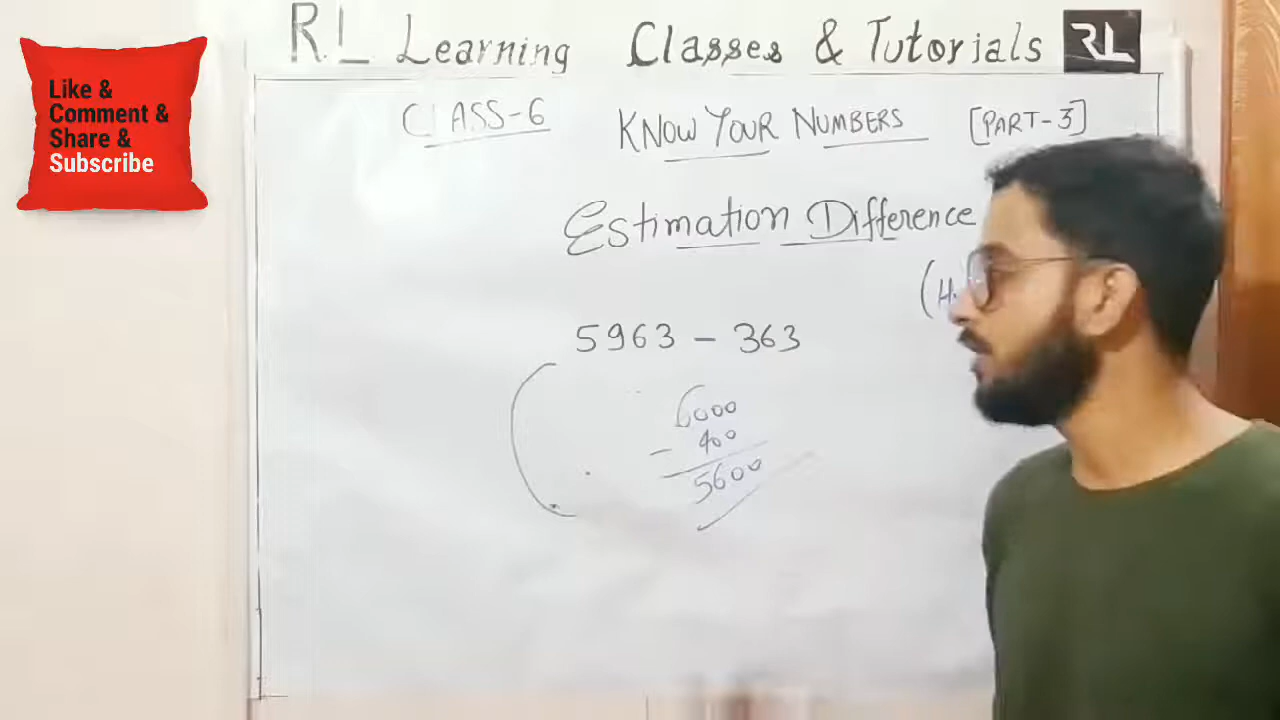 R.L Learning Classes & Tutorials RL
Like &
Comment &
Share &
Subscribe
CLASS-6 KNOW YOUR NUMBERS [PART-3]
Estimation Difference
(H.
5963 - 363
6000
- 400
5600